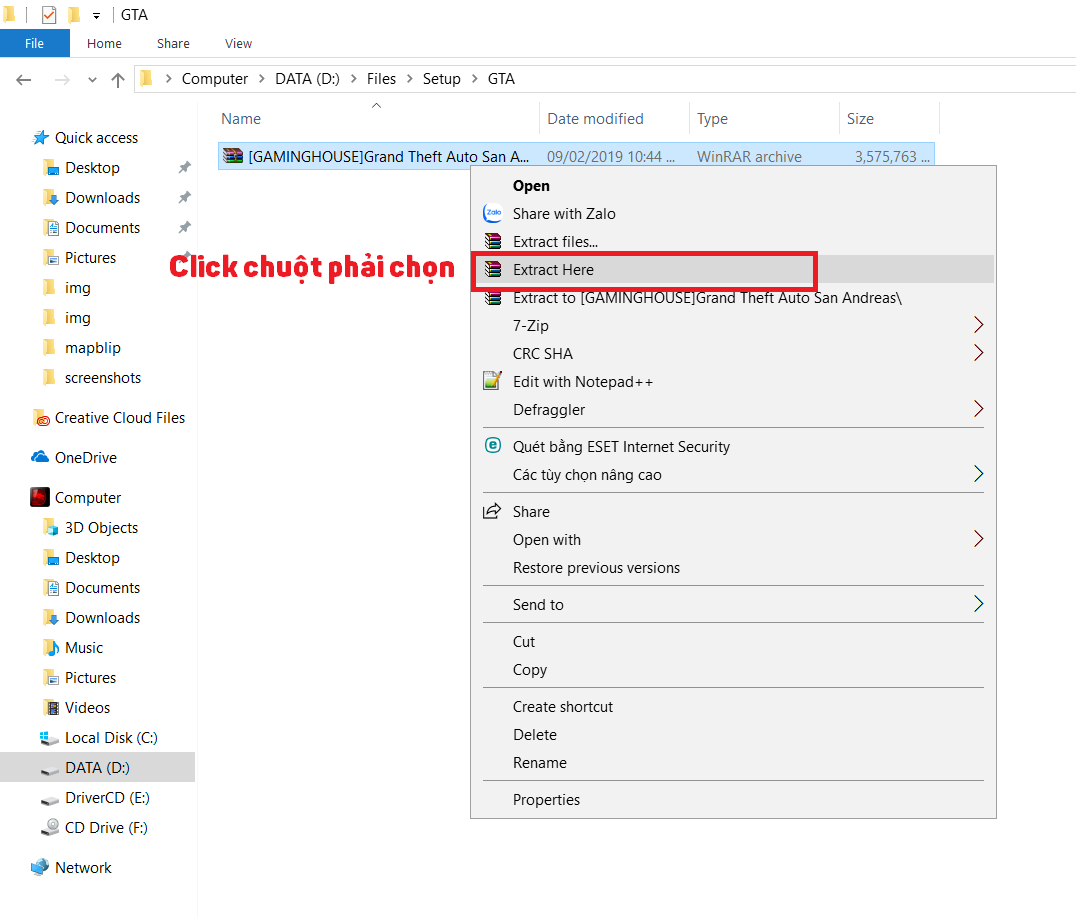 GTA
File Home Share View
Computer DATA (D:) Files Setup GTA
Name Date modified Type Size
[GAMINGHOUSE]Grand Theft Auto San A... 09/02/2019 10:44 ... WinRAR archive 3,575,763 ...
Quick access
Desktop
Downloads
Documents
Pictures
img
img
mapblip
screenshots
Creative Cloud Files
OneDrive
Computer
3D Objects
Desktop
Documents
Downloads
Music
Pictures
Videos
Local Disk (C:)
DATA (D:)
DriverCD (E:)
CD Drive (F:)
Network
Click chuột phải chọn
Open
Zalo
Share with Zalo
Extract files...
Extract Here
Extract to [GAMINGHOUSE]Grand Theft Auto San Andreas\
7-Zip
CRC SHA
Edit with Notepad++
Defraggler
Quét bằng ESET Internet Security
Các tùy chọn nâng cao
Share
Open with
Restore previous versions
Send to
Cut
Copy
Create shortcut
Delete
Rename
Properties